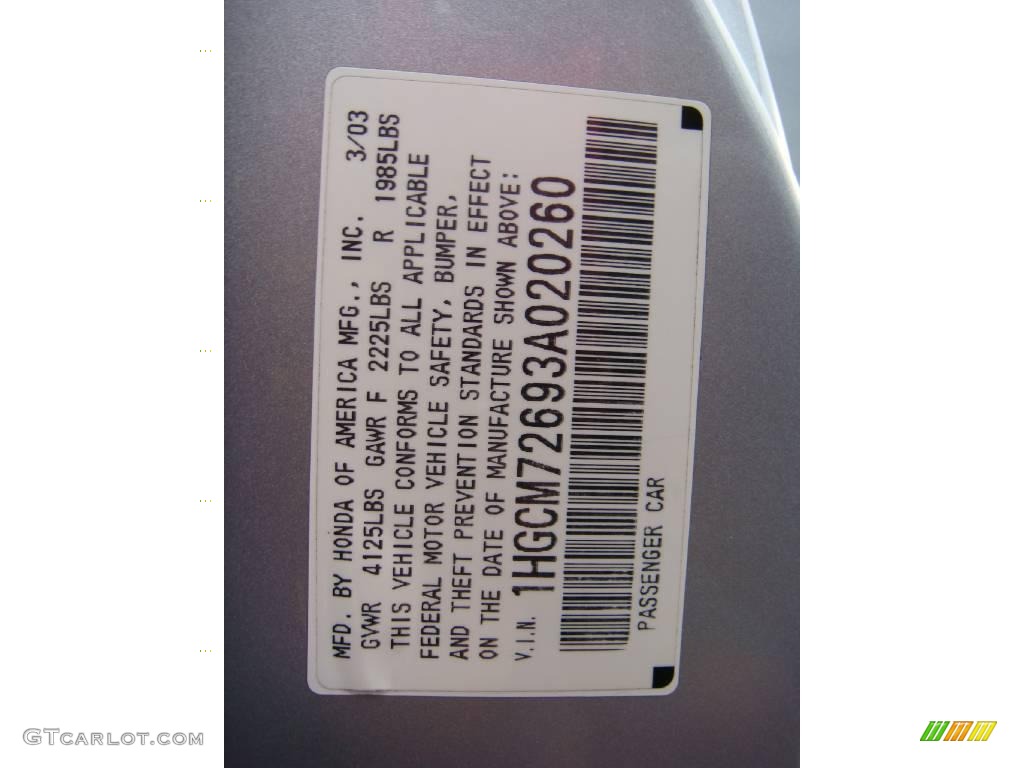 MFD. BY HONDA OF AMERICA MFG., INC. 3/03
GVWR 4125LBS GAWR F 2225LBS R 1985LBS
THIS VEHICLE CONFORMS TO ALL APPLICABLE
FEDERAL MOTOR VEHICLE SAFETY, BUMPER,
AND THEFT PREVENTION STANDARDS IN EFFECT
ON THE DATE OF MANUFACTURE SHOWN ABOVE:
V.I.N. 1HGCM72693A020260
PASSENGER CAR
GTCARLOT.COM